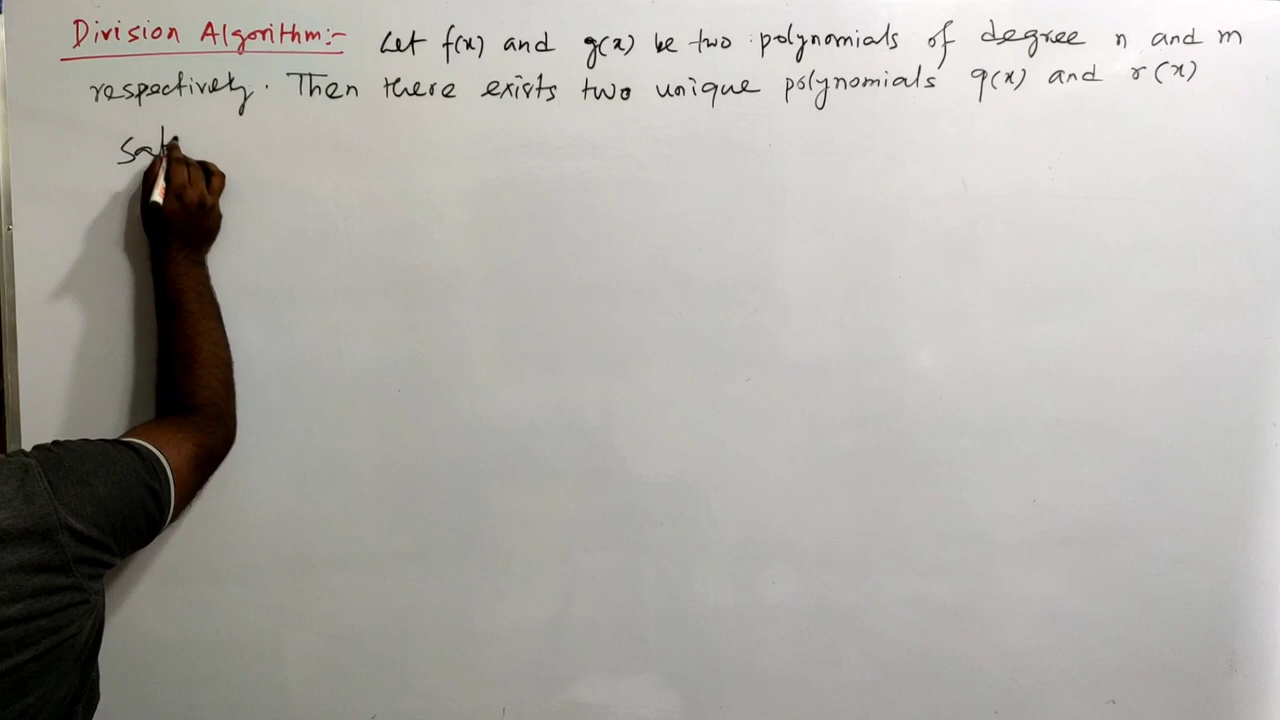 Division Algorithm:- Let f(x) and g(x) be two polynomials of degree n and m
respectively. Then there exists two unique polynomials q(x) and r(x)